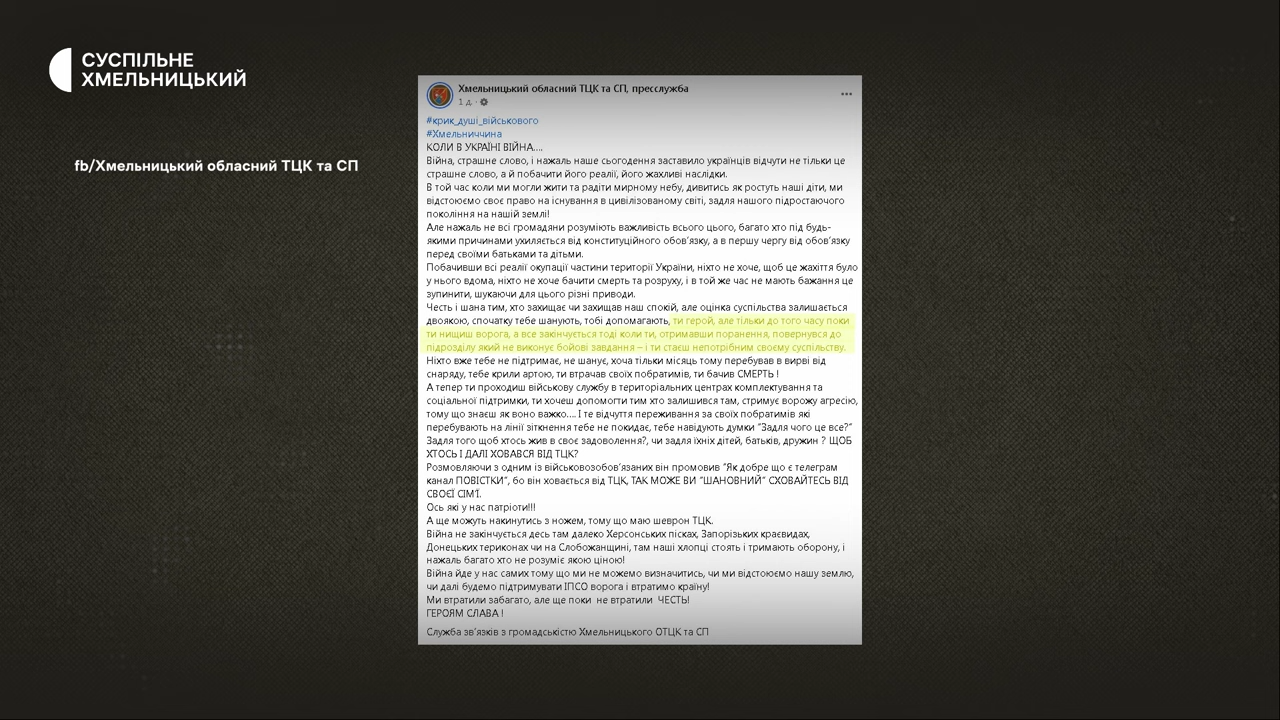 СУСПІЛЬНЕ
ХМЕЛЬНИЦЬКИЙ
fb/Хмельницький обласний ТЦК та СП
Хмельницький обласний ТЦК та СП, пресслужба
1 д.
#крик_душі_військового
#Хмельниччина
КОЛИ В УКРАЇНІ ВІЙНА....
Війна, страшне слово, і нажаль наше сьогодення заставило українців відчути не тільки це
страшне слово, а й побачити його реалії, його жахливі наслідки.
В той час коли ми могли жити та радіти мирному небу, дивитись як ростуть наші діти, ми
відстоюємо своє право на існування в цивілізованому світі, задля нашого підростаючого
покоління на нашій землі!
Але нажаль не всі громадяни розуміють важливість всього цього, багато хто під будь-
якими причинами ухиляється від конституційного обов’язку, а в першу чергу від обов’язку
перед своїми батьками та дітьми.
Побачивши всі реалії окупації частини території України, ніхто не хоче, щоб це жахіття було
у нього вдома, ніхто не хоче бачити смерть та розруху, і в той же час не мають бажання це
зупинити, шукаючи для цього різні приводи.
Честь і шана тим, хто захищає чи захищав наш спокій, але оцінка суспільства залишається
двоякою, спочатку тебе шанують, тобі допомагають, ти герой, але тільки до того часу поки
ти нищиш ворога, а все закінчується тоді коли ти, отримавши поранення, повернувся до
підрозділу який не виконує бойові завдання – і ти стаєш непотрібним своєму суспільству.
Ніхто вже тебе не підтримає, не шанує, хоча тільки місяць тому перебував в вирві від
снаряду, тебе крили артою, ти втрачав своїх побратимів, ти бачив СМЕРТЬ !
А тепер ти проходиш військову службу в територіальних центрах комплектування та
соціальної підтримки, ти хочеш допомогти тим хто залишився там, стримує ворожу агресію,
тому що знаєш як воно важко.... І те відчуття переживання за своїх побратимів які
перебувають на лінії зіткнення тебе не покидає, тебе навідують думки “Задля чого це все?”
Задля того щоб хтось жив в своє задоволення?, чи задля їхніх дітей, батьків, дружин ? ЩОБ
ХТОСЬ І ДАЛІ ХОВАВСЯ ВІД ТЦК?
Розмовляючи з одним із військовозобов’язаних він промовив “Як добре що є телеграм
канал ПОВІСТКИ”, бо він ховається від ТЦК, ТАК МОЖЕ ВИ “ШАНОВНИЙ” СХОВАЙТЕСЬ ВІД
СВОЄЇ СІМ’Ї.
Ось які у нас патріоти!!!
А ще можуть накинутись з ножем, тому що маю шеврон ТЦК.
Війна не закінчується десь там далеко Херсонських пісках, Запорізьких краєвидах,
Донецьких териконах чи на Слобожанщині, там наші хлопці стоять і тримають оборону, і
нажаль багато хто не розуміє якою ціною!
Війна йде у нас самих тому що ми не можемо визначитись, чи ми відстоюємо нашу землю,
чи далі будемо підтримувати ІПСО ворога і втратимо країну!
Ми втратили забагато, але ще поки не втратили ЧЕСТЬ!
ГЕРОЯМ СЛАВА !
Служба зв’язків з громадськістю Хмельницького ОТЦК та СП